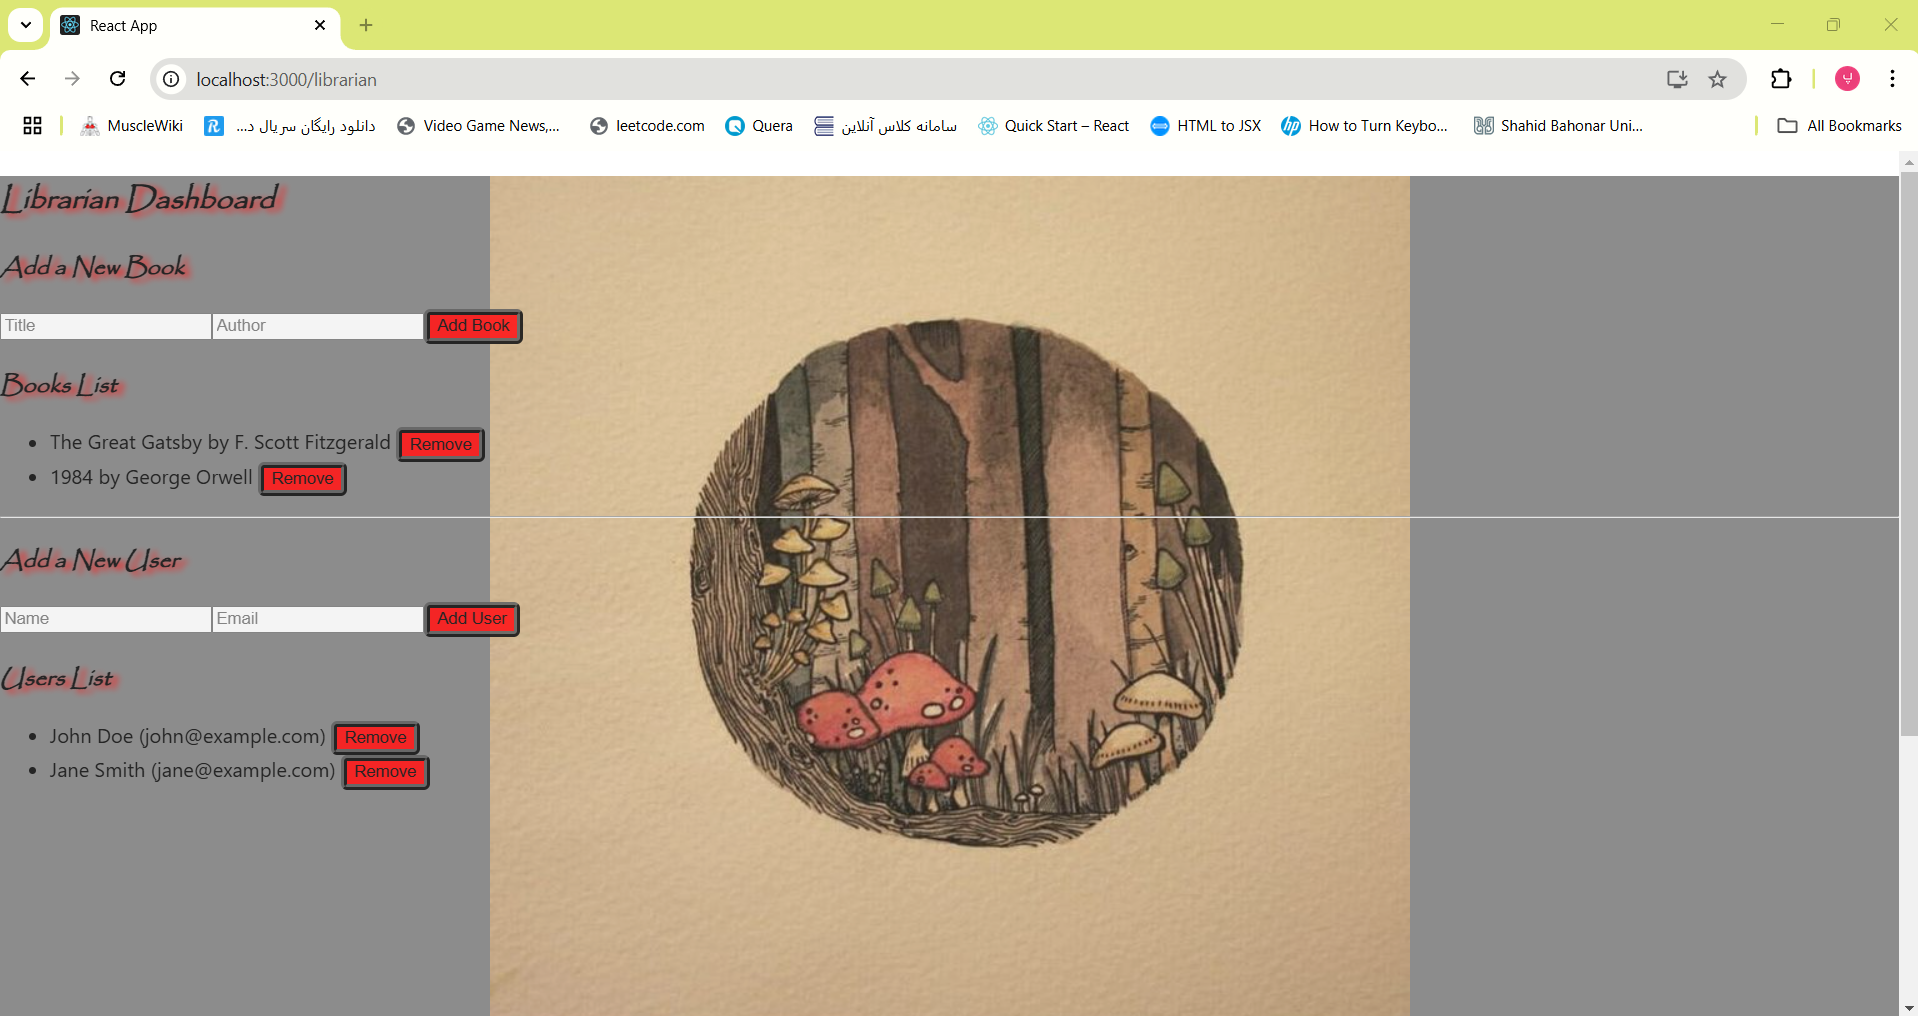 React App
localhost:3000/librarian
MuscleWiki
دانلود رایگان سریال د...
Video Game News,...
leetcode.com
Quera
سامانه کلاس آنلاین
Quick Start – React
HTML to JSX
How to Turn Keybo...
Shahid Bahonar Uni...
All Bookmarks
Librarian Dashboard
Add a New Book
Title Author Add Book
Books List
The Great Gatsby by F. Scott Fitzgerald Remove
1984 by George Orwell Remove
Add a New User
Name Email Add User
Users List
John Doe (john@example.com) Remove
Jane Smith (jane@example.com) Remove